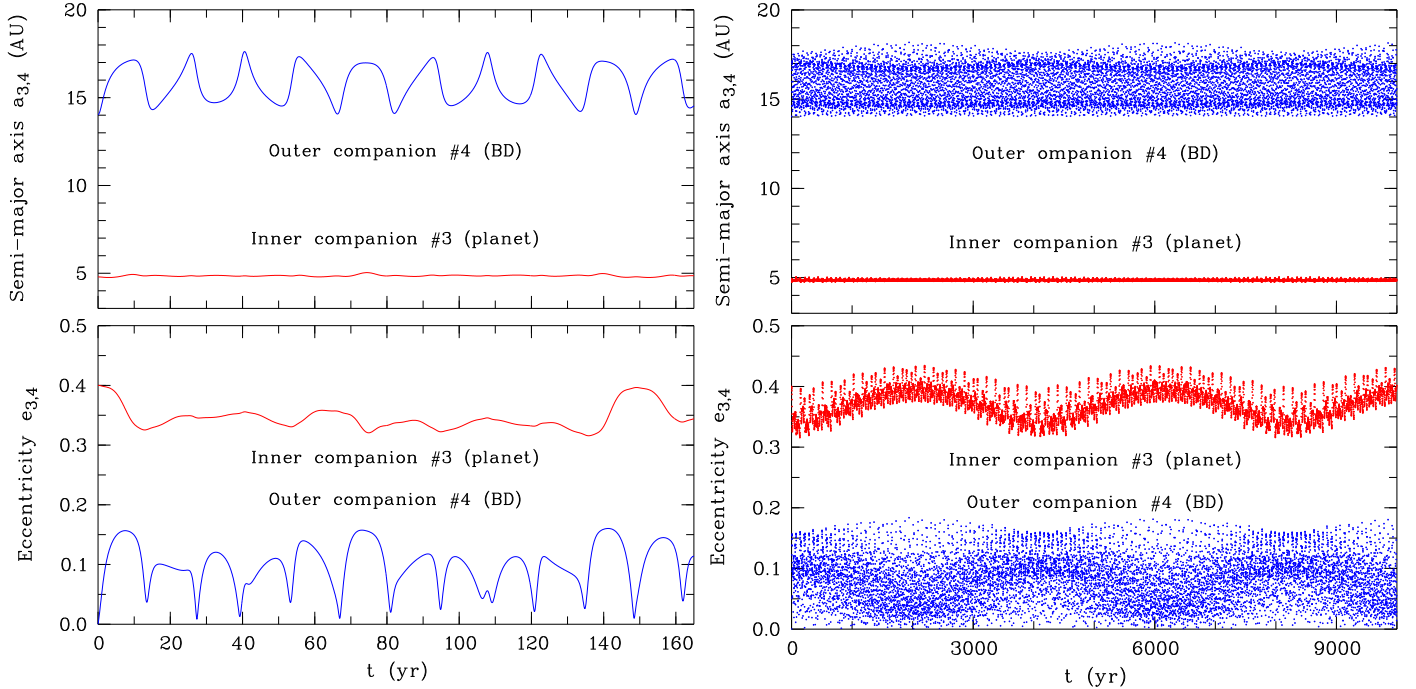 20
15
10
5
Semi-major axis a3,4 (AU)
Outer companion #4 (BD)
Inner companion #3 (planet)
0.5
0.4
0.3
0.2
0.1
0.0
Eccentricity e3,4
Inner companion #3 (planet)
Outer companion #4 (BD)
0 20 40 60 80 100 120 140 160
t (yr)
20
15
10
5
Semi-major axis a3,4 (AU)
Outer ompanion #4 (BD)
Inner companion #3 (planet)
0.5
0.4
0.3
0.2
0.1
0.0
Eccentricity e3,4
Inner companion #3 (planet)
Outer companion #4 (BD)
0 3000 6000 9000
t (yr)